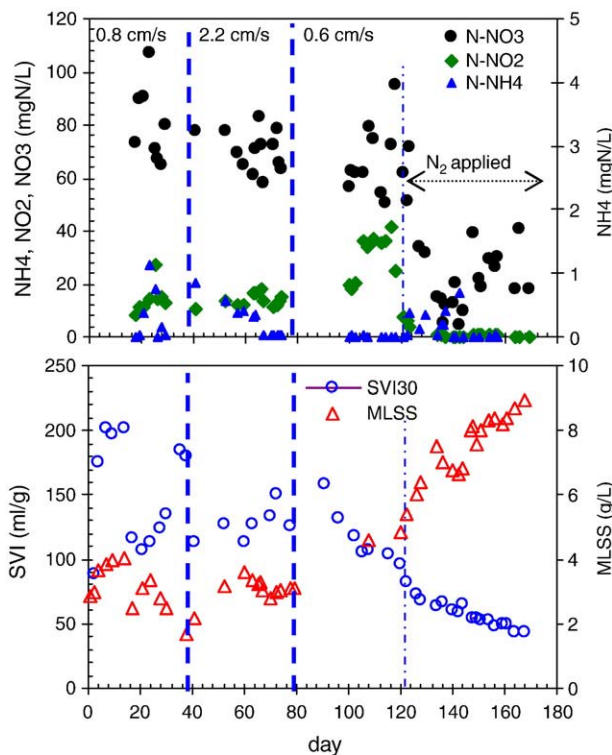 0.8 cm/s 2.2 cm/s 0.6 cm/s
N-NO3
N-NO2
N-NH4
N2 applied
NH4, NO2, NO3 (mgN/L)
120
100
80
60
40
20
0
NH4 (mgN/L)
5
4
3
2
1
0
SVI30
MLSS
SVI (ml/g)
250
200
150
100
50
0
MLSS (g/L)
10
8
6
4
2
0
0 20 40 60 80 100 120 140 160 180
day